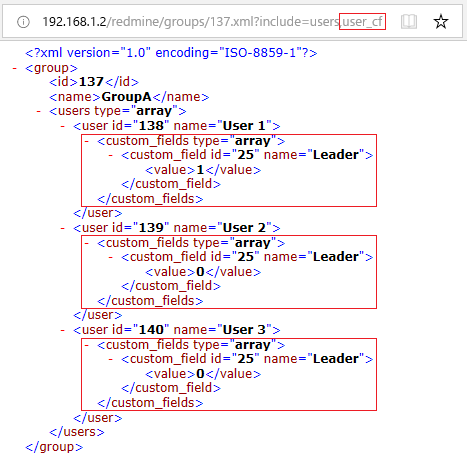 192.168.1.2/redmine/groups/137.xml?include=users,user_cf
<?xml version="1.0" encoding="ISO-8859-1"?>
- <group>
<id>137</id>
<name>GroupA</name>
- <users type="array">
- <user id="138" name="User 1">
- <custom_fields type="array">
- <custom_field id="25" name="Leader">
<value>1</value>
</custom_field>
</custom_fields>
</user>
- <user id="139" name="User 2">
- <custom_fields type="array">
- <custom_field id="25" name="Leader">
<value>0</value>
</custom_field>
</custom_fields>
</user>
- <user id="140" name="User 3">
- <custom_fields type="array">
- <custom_field id="25" name="Leader">
<value>0</value>
</custom_field>
</custom_fields>
</user>
</users>
</group>